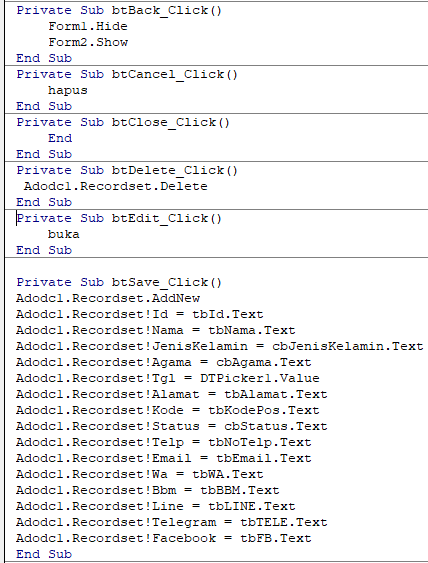 Private Sub btBack_Click()
Form1.Hide
Form2.Show
End Sub
Private Sub btCancel_Click()
hapus
End Sub
Private Sub btClose_Click()
End
End Sub
Private Sub btDelete_Click()
Adodc1.Recordset.Delete
End Sub
Private Sub btEdit_Click()
buka
End Sub
Private Sub btSave_Click()
Adodc1.Recordset.AddNew
Adodc1.Recordset!Id = tbId.Text
Adodc1.Recordset!Nama = tbNama.Text
Adodc1.Recordset!JenisKelamin = cbJenisKelamin.Text
Adodc1.Recordset!Agama = cbAgama.Text
Adodc1.Recordset!Tgl = DTPicker1.Value
Adodc1.Recordset!Alamat = tbAlamat.Text
Adodc1.Recordset!Kode = tbKodePos.Text
Adodc1.Recordset!Status = cbStatus.Text
Adodc1.Recordset!Telp = tbNoTelp.Text
Adodc1.Recordset!Email = tbEmail.Text
Adodc1.Recordset!Wa = tbWA.Text
Adodc1.Recordset!Bbm = tbBBM.Text
Adodc1.Recordset!Line = tbLINE.Text
Adodc1.Recordset!Telegram = tbTELE.Text
Adodc1.Recordset!Facebook = tbFB.Text
End Sub